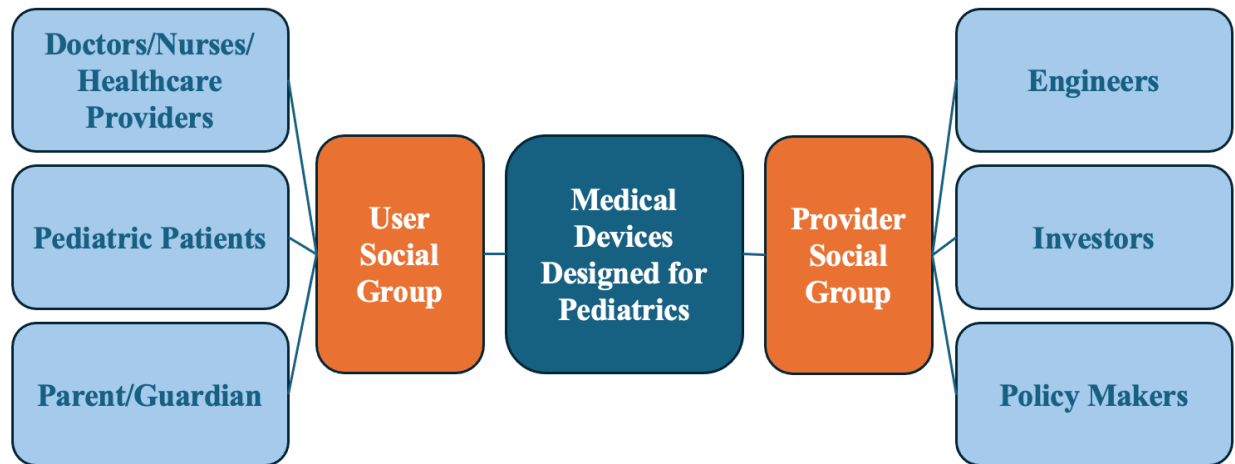 Doctors/Nurses/
Healthcare
Providers
Pediatric Patients
Parent/Guardian
User
Social
Group
Medical
Devices
Designed for
Pediatrics
Provider
Social
Group
Engineers
Investors
Policy Makers